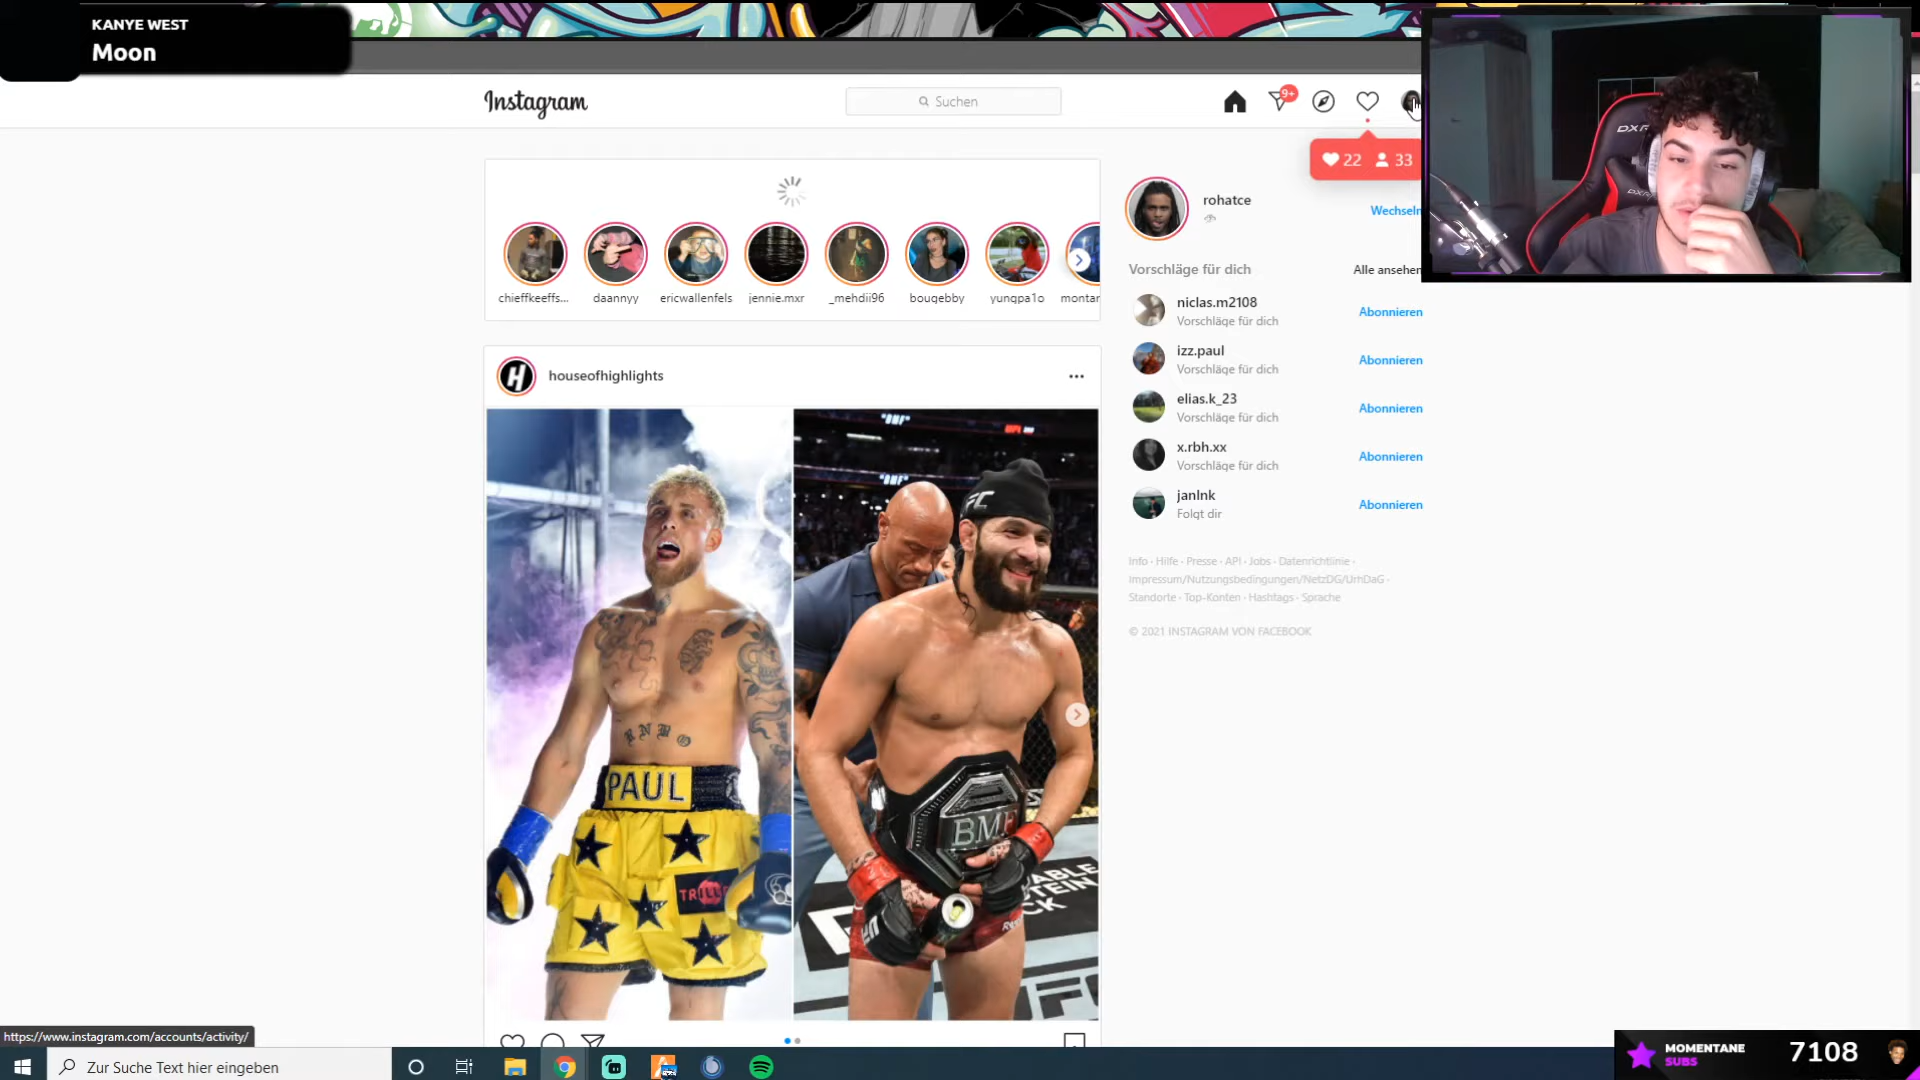 KANYE WEST
Moon
Instagram
Suchen
9+
22 33
rohatce
Wechseln
chieffkeeffs...
daannyy
ericwallenfels
jennie.mxr
_mehdii96
bougebby
yungpa1o
montar
Vorschläge für dich
Alle ansehen
niclas.m2108
Vorschläge für dich
Abonnieren
izz.paul
Vorschläge für dich
Abonnieren
elias.k_23
Vorschläge für dich
Abonnieren
x.rbh.xx
Vorschläge für dich
Abonnieren
janlnk
Folgt dir
Abonnieren
houseofhighlights
Info · Hilfe · Presse · API · Jobs · Datenrichtlinie ·
Impressum/Nutzungsbedingungen/NetzDG/UrhDaG ·
Standorte · Top-Konten · Hashtags · Sprache
© 2021 INSTAGRAM VON FACEBOOK
"BMF"
"BMF"
PAUL
BMF
https://www.instagram.com/accounts/activity/
Zur Suche Text hier eingeben
MOMENTANE
SUBS
7108